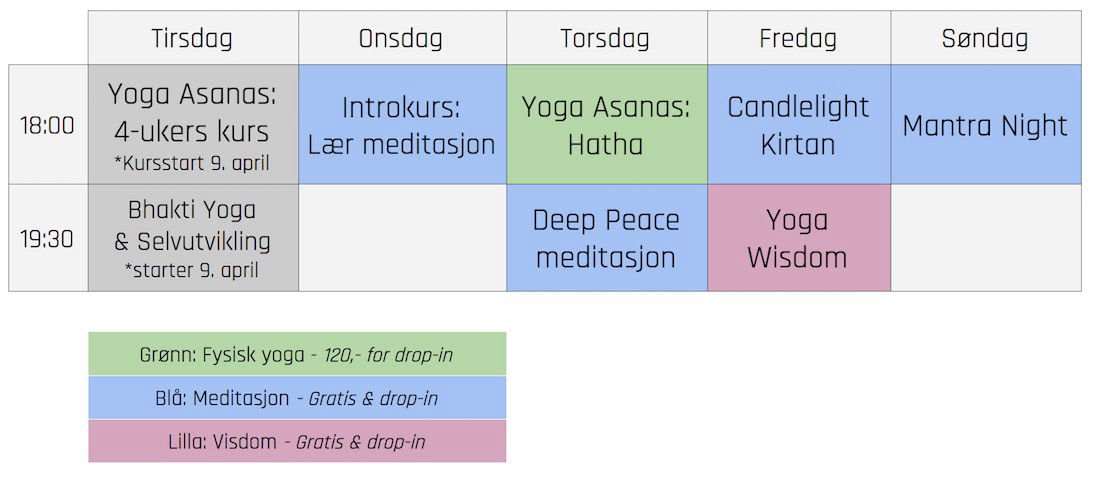 Tirsdag
Onsdag
Torsdag
Fredag
Søndag
18:00
Yoga Asanas:
4-ukers kurs
*Kursstart 9. april
Introkurs:
Lær meditasjon
Yoga Asanas:
Hatha
Candlelight
Kirtan
Mantra Night
19:30
Bhakti Yoga
& Selvutvikling
*starter 9. april
Deep Peace
meditasjon
Yoga
Wisdom
Grønn: Fysisk yoga - 120,- for drop-in
Blå: Meditasjon - Gratis & drop-in
Lilla: Visdom - Gratis & drop-in